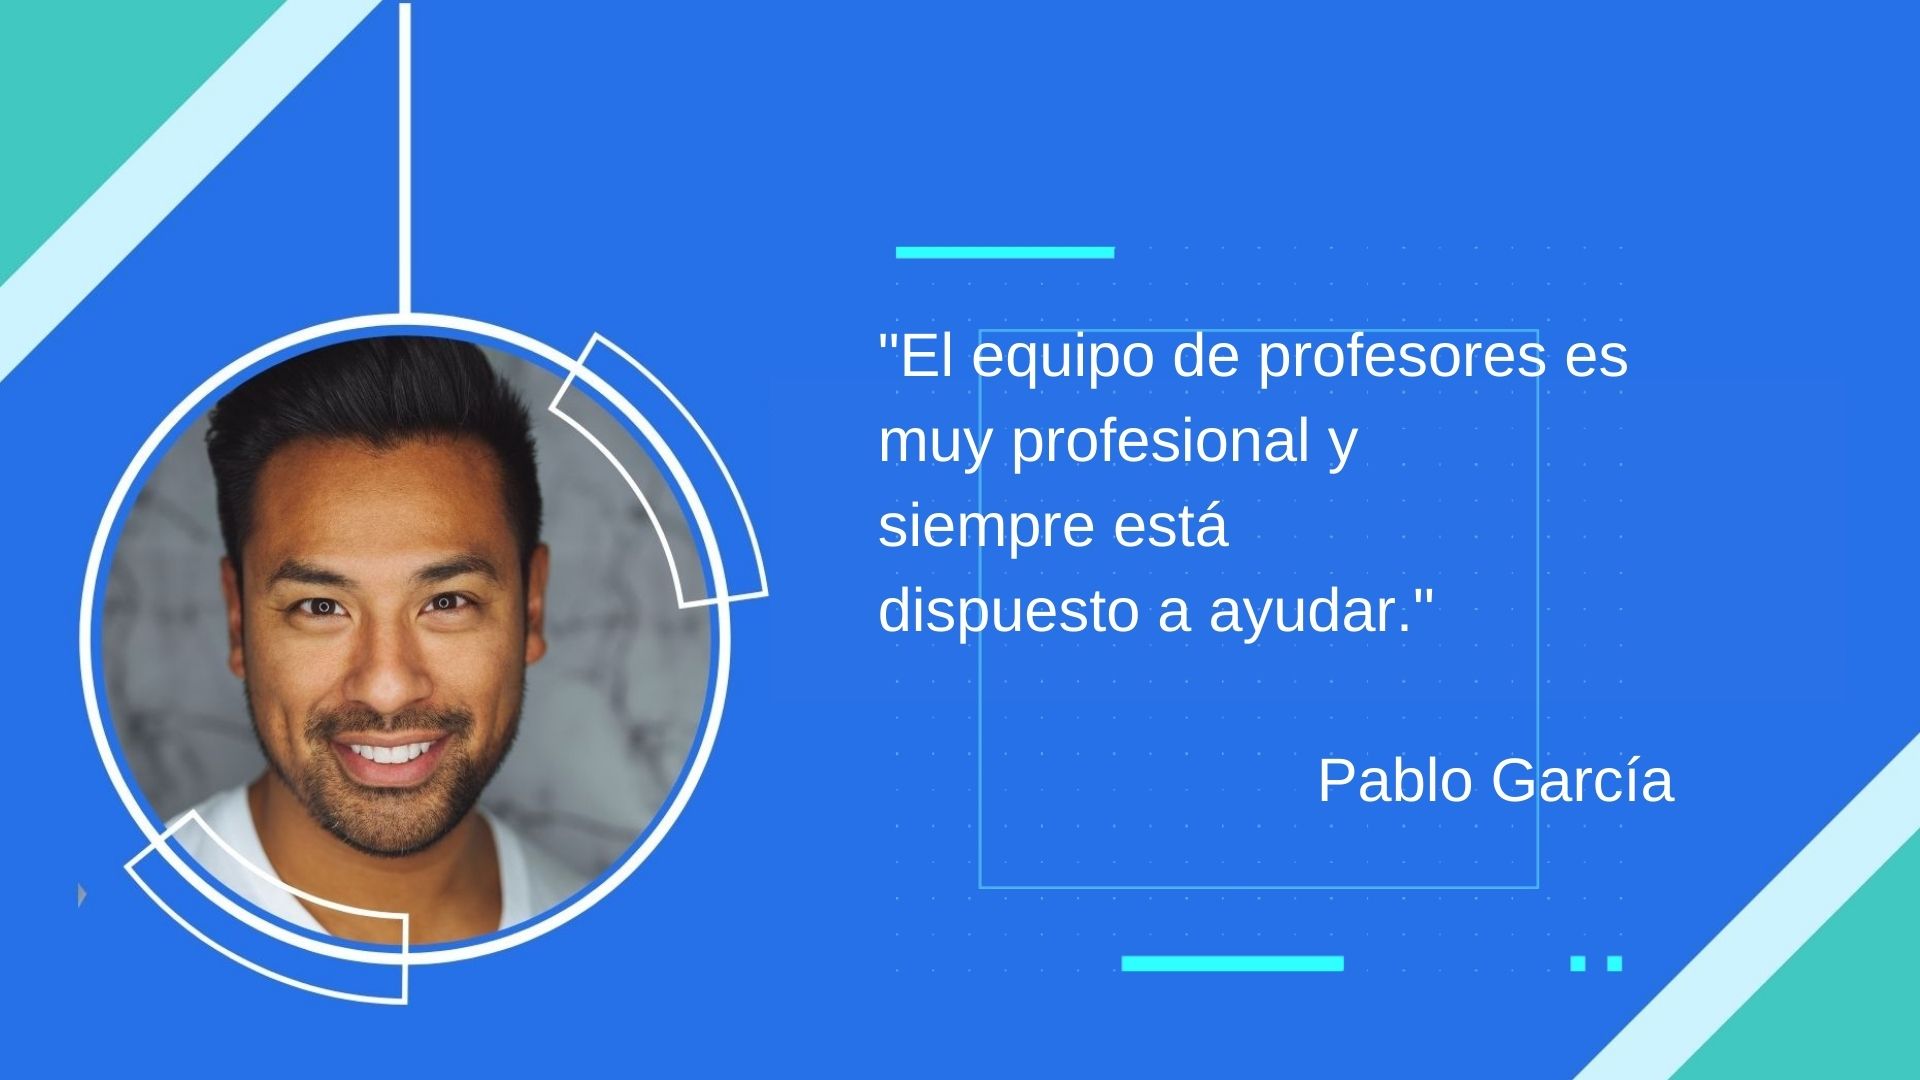 "El equipo de profesores es
muy profesional y
siempre está
dispuesto a ayudar."
Pablo García